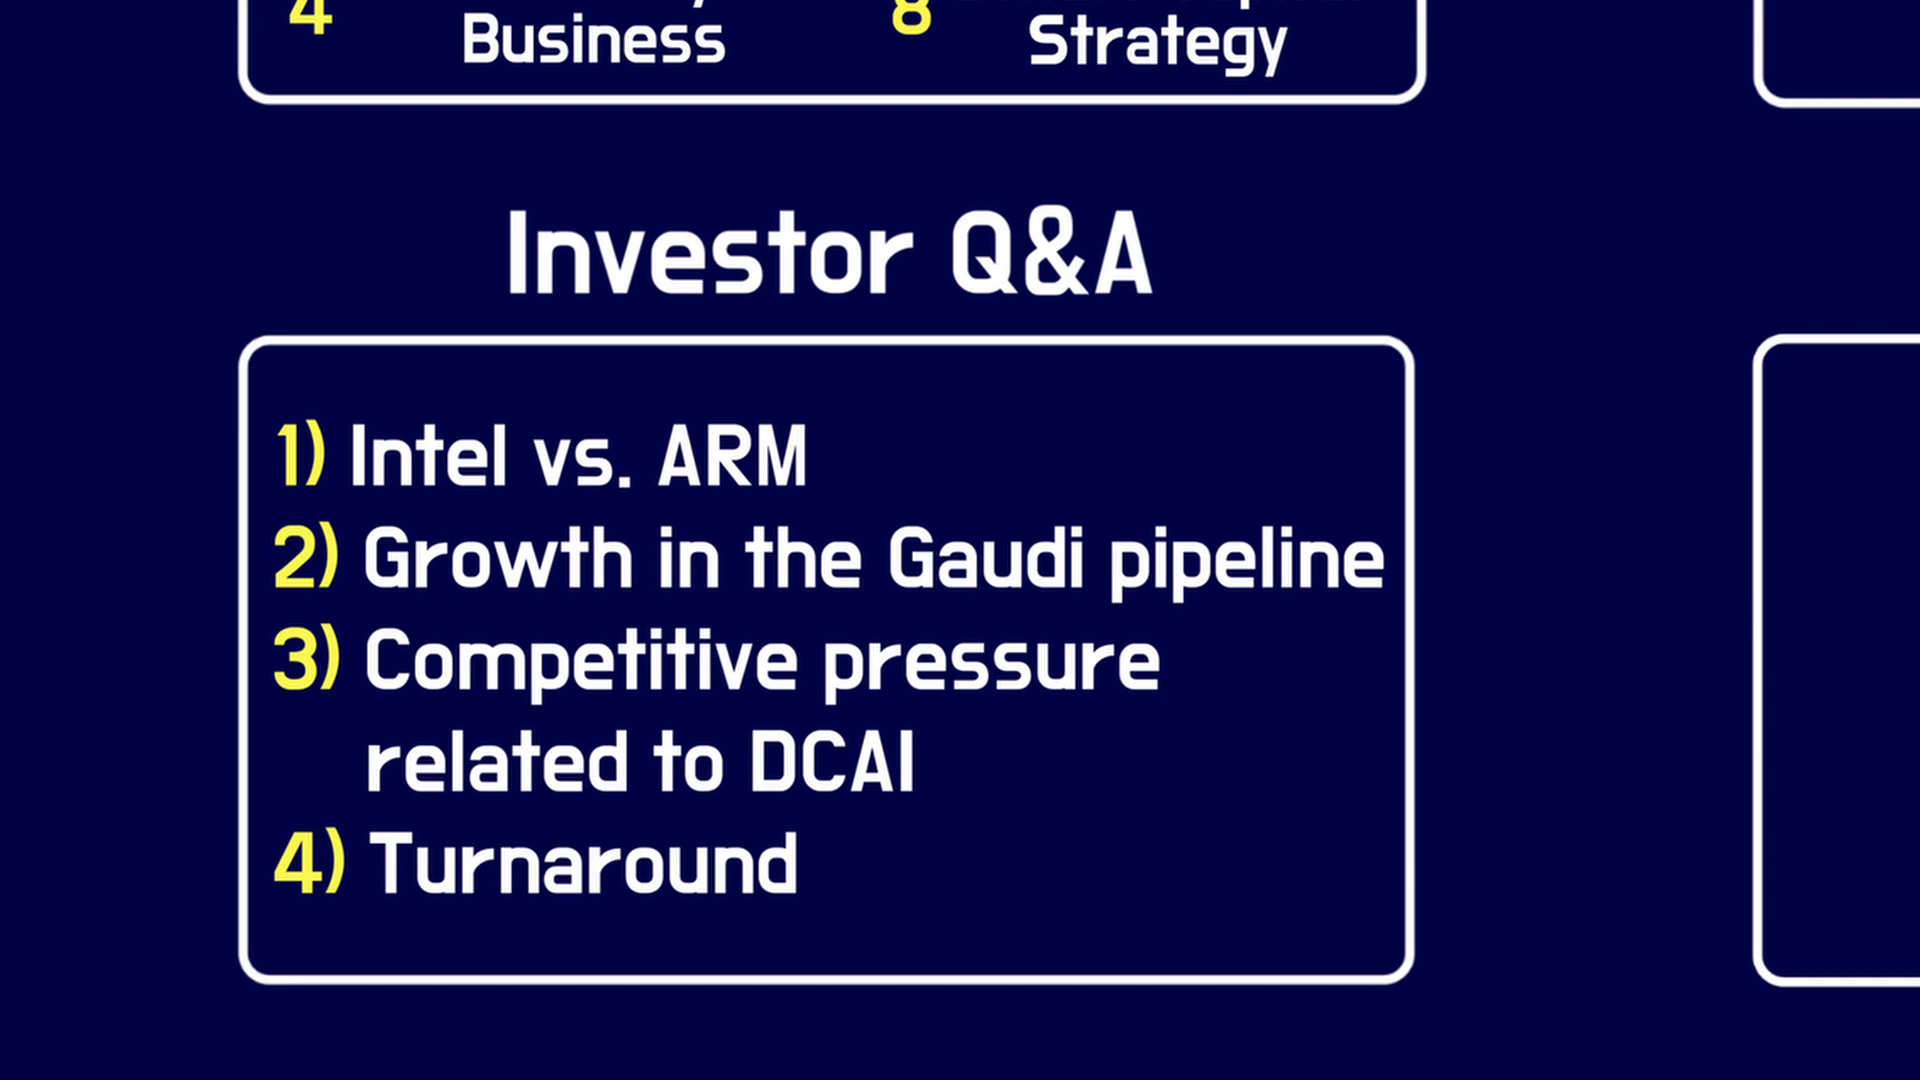 4
Business
8
Strategy
Investor Q&A
1) Intel vs. ARM
2) Growth in the Gaudi pipeline
3) Competitive pressure
related to DCAI
4) Turnaround